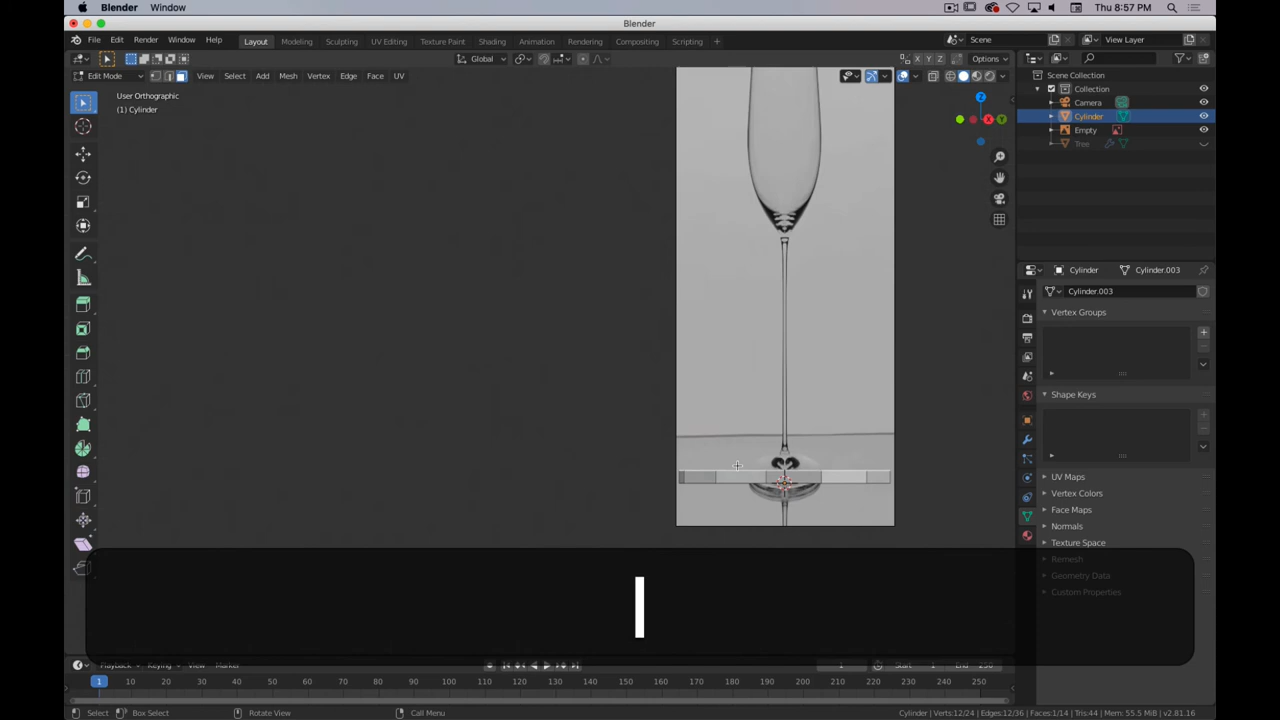 Blender Window Thu 8:57 PM
Blender
File Edit Render Window Help Layout Modeling Sculpting UV Editing Texture Paint Shading Animation Rendering Compositing Scripting + Scene View Layer
Global Options
Edit Mode View Select Add Mesh Vertex Edge Face UV
User Orthographic
(1) Cylinder
X Y Z
Z
X Y
Scene Collection
Collection
Camera
Cylinder
Empty
Tree
Cylinder Cylinder.003
Cylinder.003
Vertex Groups
Shape Keys
UV Maps
Vertex Colors
Face Maps
Normals
Texture Space
Remesh
Geometry Data
Custom Properties
I
Playback Keying View Marker 1 Start 1 End 250
1 10 20 30 40 50 60 70 80 90 100 110 120 130 140 150 160 170 180 190 200 210 220 230 240 250
Select Box Select Rotate View Call Menu Cylinder | Verts:12/24 | Edges:12/36 | Faces:1/14 | Tris:44 | Mem: 55.5 MiB | v2.81.16